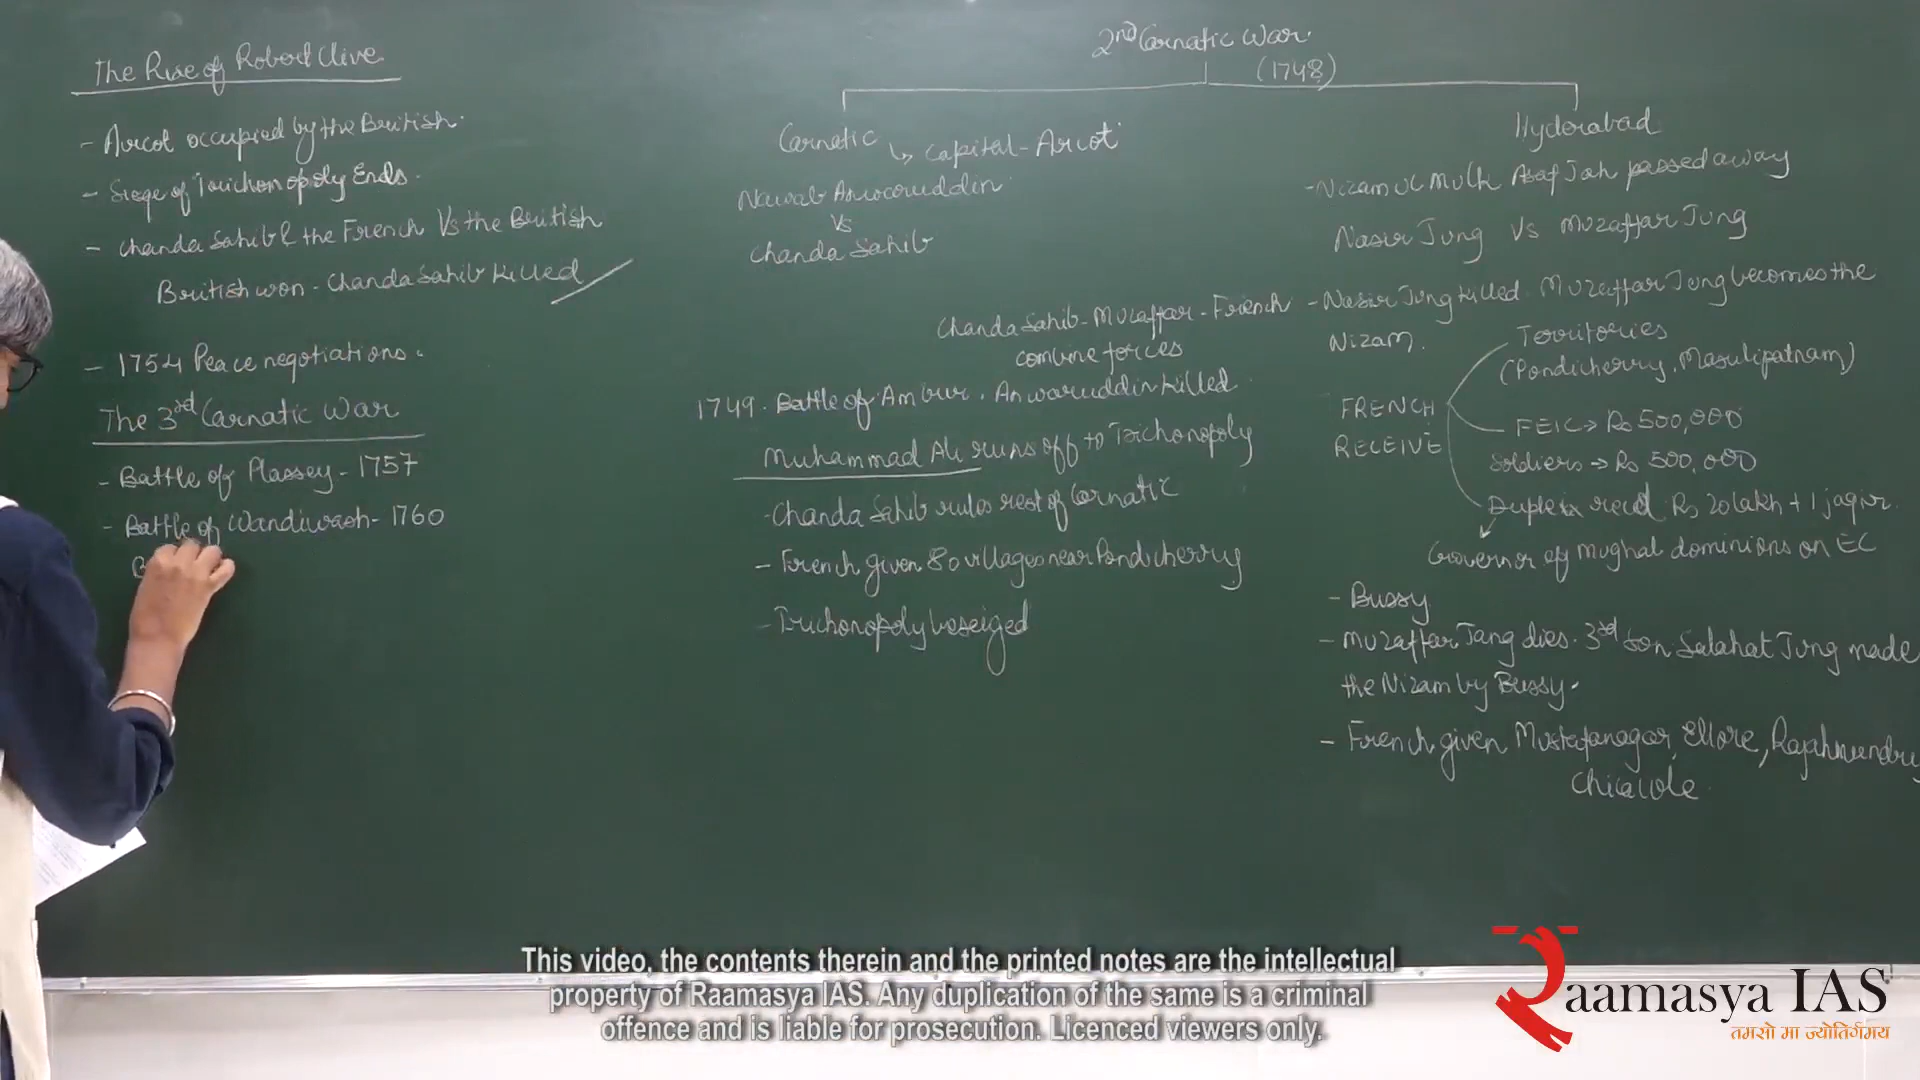 The Rise of Robert Clive
- Arcot occupied by the British.
- Siege of Trichonopoly Ends.
- Chanda Sahib & the French Vs the British
British won - Chanda Sahib killed
- 1754 Peace negotiations.
The 3rd Carnatic War
- Battle of Plassey - 1757
- Battle of Wandiwash - 1760
B
2nd Carnatic War
(1748)
Carnatic ↳ capital - Arcot
Nawab Anwaruddin
Vs
Chanda Sahib
Chanda Sahib - Muzaffar - French
combine forces
1749. Battle of Ambur. Anwaruddin killed.
Muhammad Ali runs off to Trichonopoly
- Chanda Sahib rules rest of Carnatic
- French given 80 villages near Pondicherry
- Trichonopoly beseiged
Hyderabad
- Nizam Ul Mulk Asaf Jah passed away
Nasir Jung Vs Muzaffar Jung
- Nasir Jung killed. Muzaffar Jung becomes the
Nizam.
FRENCH
RECEIVE
Territories
(Pondicherry, Masulipatnam)
FEIC → Rs 500,000
Soldiers → Rs 500,000
Dupleix recd Rs 20 lakh + 1 jagir.
Governor of Mughal dominions on EC
- Bussy
- Muzaffar Jang dies. 3rd son Salahat Jung made
the Nizam by Bussy.
- French given Mustafanagar, Ellore, Rajahmundry
Chicacole.
This video, the contents therein and the printed notes are the intellectual
property of Raamasya IAS. Any duplication of the same is a criminal
offence and is liable for prosecution. Licenced viewers only.
Raamasya IAS
तमसो मा ज्योतिर्गमय